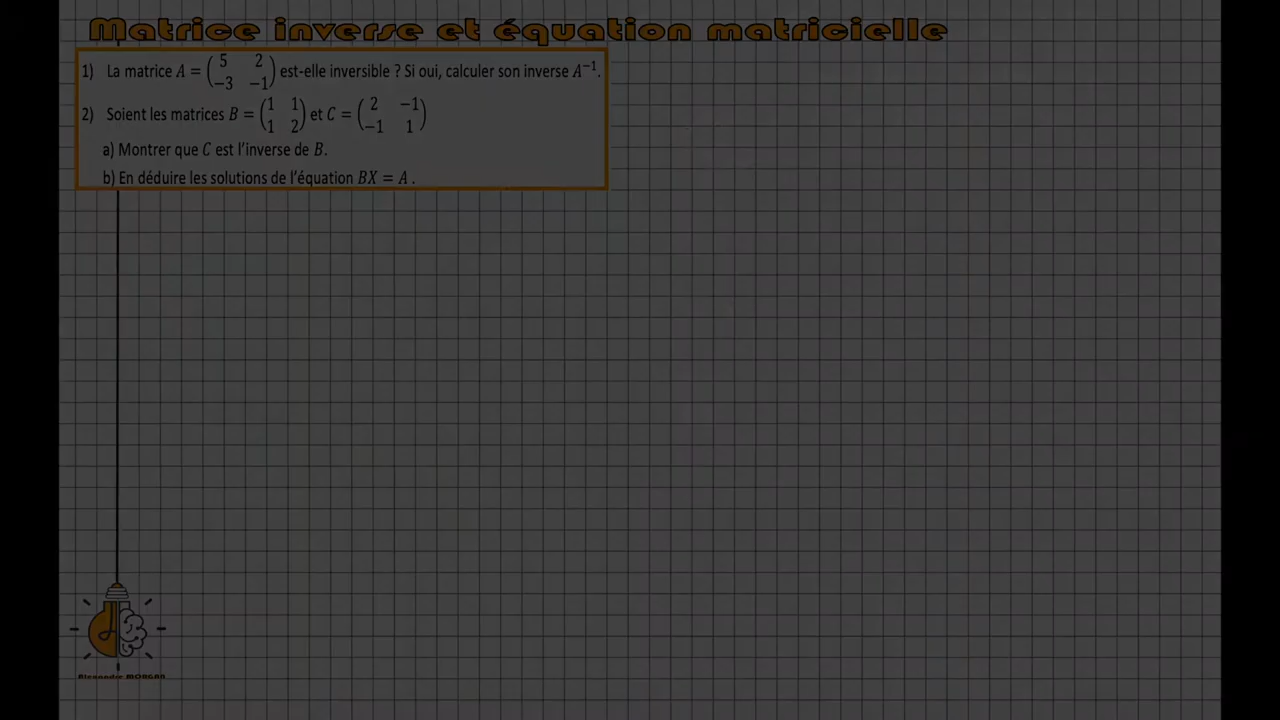 Matrice inverse et équation matricielle
1) La matrice A = (5 2 ; −3 −1) est-elle inversible ? Si oui, calculer son inverse A⁻¹.
2) Soient les matrices B = (1 1 ; 1 2) et C = (2 −1 ; −1 1)
a) Montrer que C est l’inverse de B.
b) En déduire les solutions de l’équation BX = A .
Alexandre MORGAN